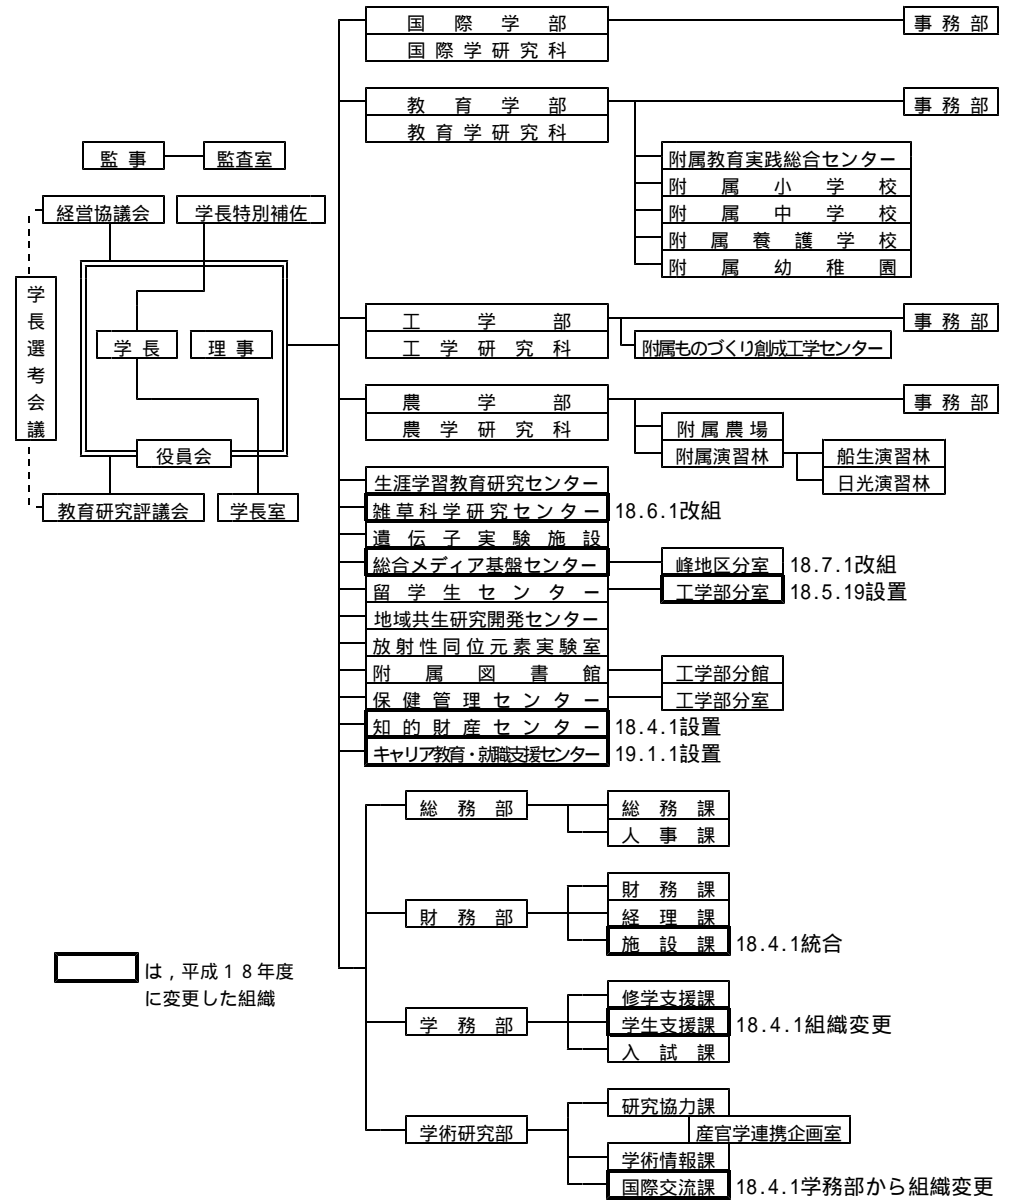 国際学部
事務部
国際学研究科
教育学部
事務部
教育学研究科
附属教育実践総合センター
附属小学校
附属中学校
附属養護学校
附属幼稚園
監事
監査室
経営協議会
学長特別補佐
学長選考会議
学長
理事
役員会
教育研究評議会
学長室
工学部
事務部
工学研究科
附属ものづくり創成工学センター
農学部
事務部
農学研究科
附属農場
附属演習林
船生演習林
日光演習林
生涯学習教育研究センター
雑草科学研究センター 18.6.1改組
遺伝子実験施設
総合メディア基盤センター
峰地区分室 18.7.1改組
留学生センター
工学部分室 18.5.19設置
地域共生研究開発センター
放射性同位元素実験室
附属図書館
工学部分館
保健管理センター
工学部分室
知的財産センター 18.4.1設置
キャリア教育・就職支援センター 19.1.1設置
総務部
総務課
人事課
財務部
財務課
経理課
施設課 18.4.1統合
学務部
修学支援課
学生支援課 18.4.1組織変更
入試課
学術研究部
研究協力課
産官学連携企画室
学術情報課
国際交流課 18.4.1学務部から組織変更
は,平成18年度
に変更した組織